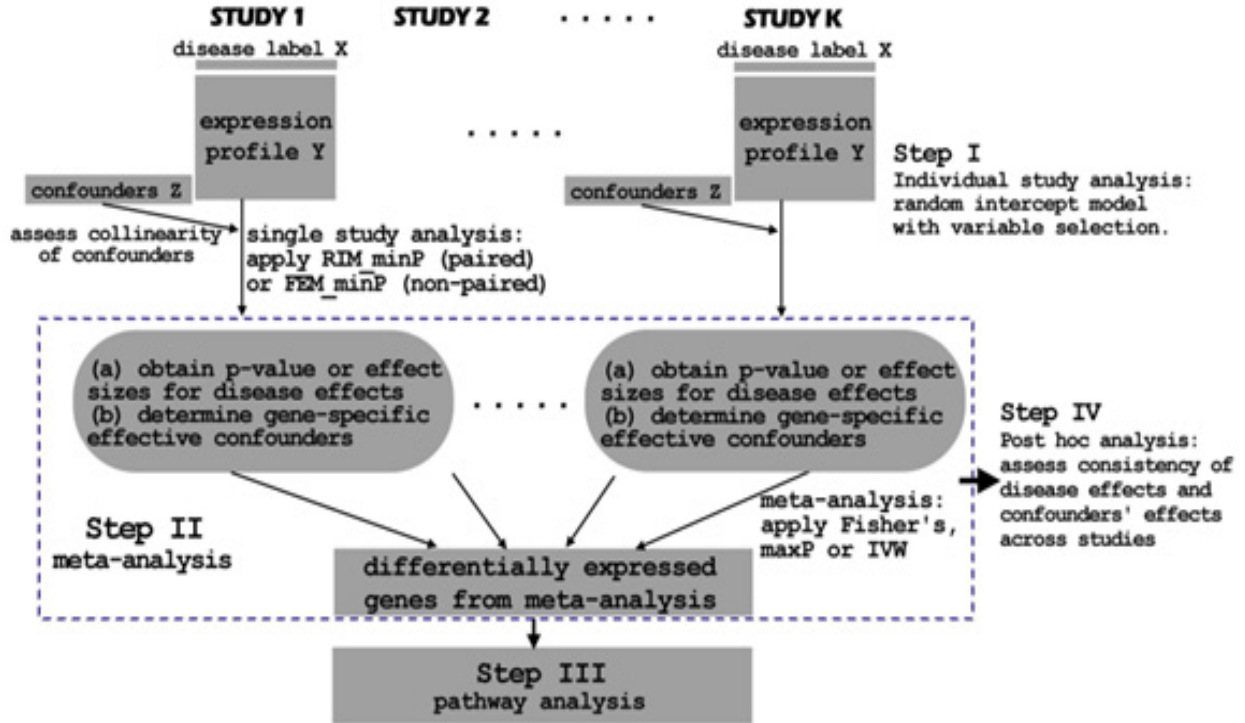 STUDY 1
STUDY 2
.....
STUDY K
disease label X
disease label X
expression
profile Y
.....
expression
profile Y
confounders Z
confounders Z
Step I
Individual study analysis:
random intercept model
with variable selection.
assess collinearity
of confounders
single study analysis:
apply RIM_minP (paired)
or FEM_minP (non-paired)
(a) obtain p-value or effect
sizes for disease effects
(b) determine gene-specific
effective confounders
.....
(a) obtain p-value or effect
sizes for disease effects
(b) determine gene-specific
effective confounders
Step IV
Post hoc analysis:
assess consistency of
disease effects and
confounders' effects
across studies
Step II
meta-analysis
meta-analysis:
apply Fisher's,
maxP or IVW
differentially expressed
genes from meta-analysis
Step III
pathway analysis